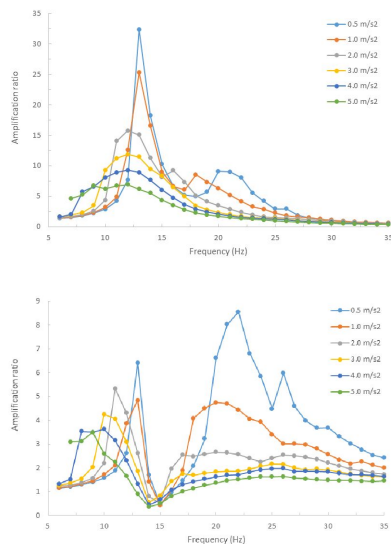 35
30
25
20
15
10
5
0
5 10 15 20 25 30 35
Amplification ratio
Frequency (Hz)
0.5 m/s2
1.0 m/s2
2.0 m/s2
3.0 m/s2
4.0 m/s2
5.0 m/s2
9
8
7
6
5
4
3
2
1
0
5 10 15 20 25 30 35
Amplification ratio
Frequency (Hz)
0.5 m/s2
1.0 m/s2
2.0 m/s2
3.0 m/s2
4.0 m/s2
5.0 m/s2